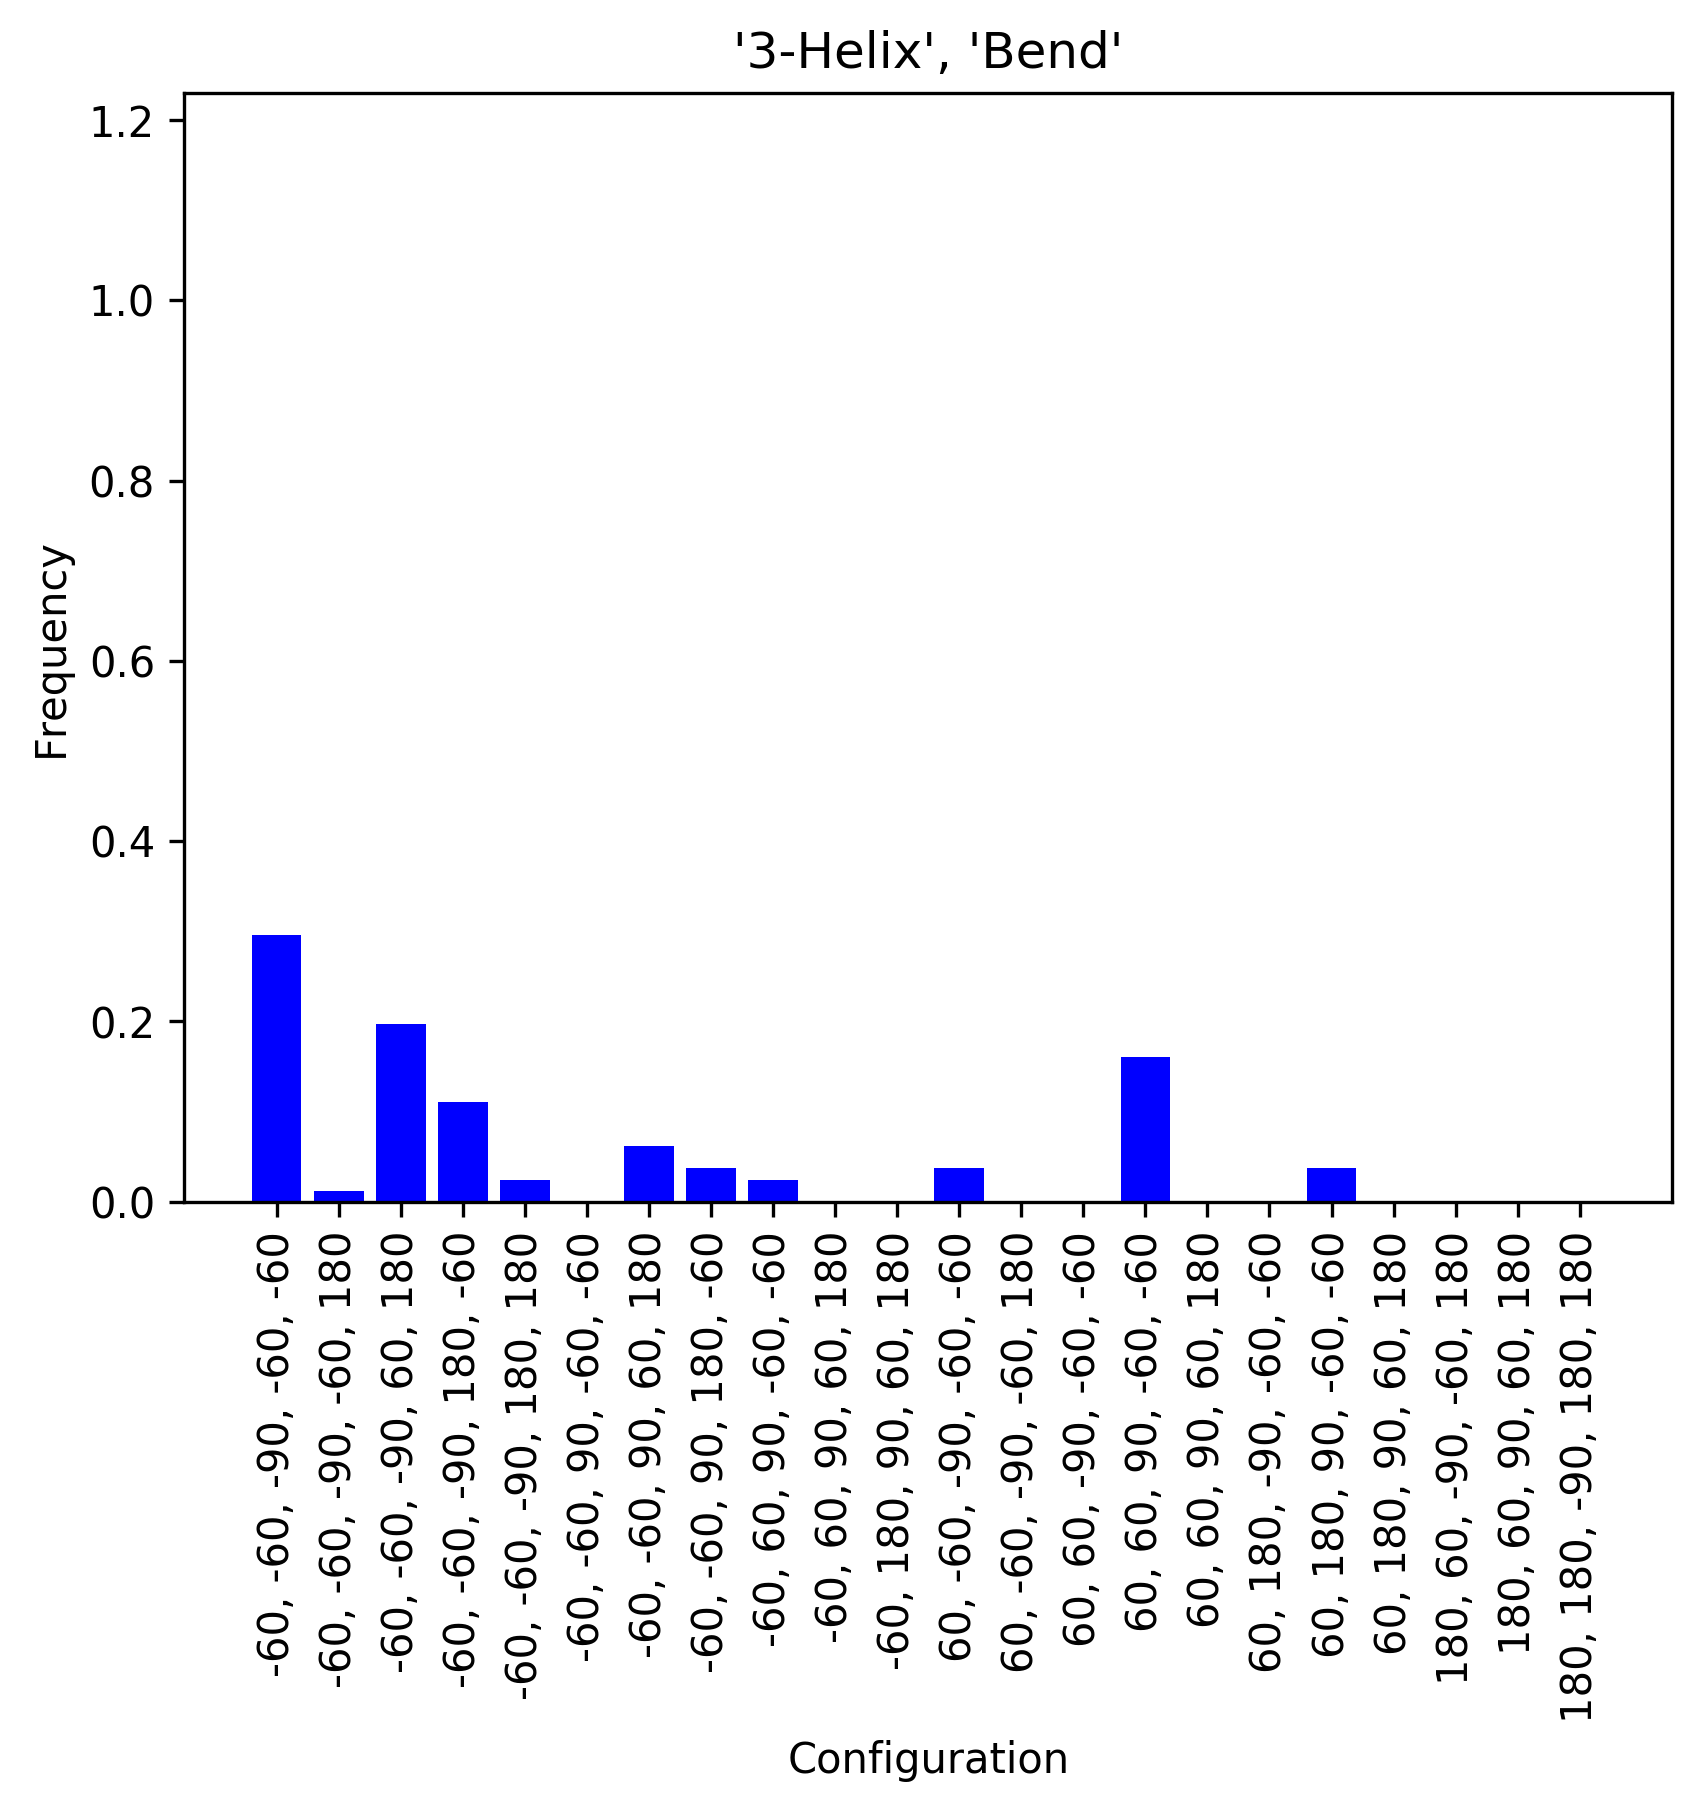 '3-Helix', 'Bend'
1.2
1.0
0.8
0.6
0.4
0.2
0.0
Frequency
-60, -60, -90, -60, -60
-60, -60, -90, -60, 180
-60, -60, -90, 60, 180
-60, -60, -90, 180, -60
-60, -60, -90, 180, 180
-60, -60, 90, -60, -60
-60, -60, 90, 60, 180
-60, -60, 90, 180, -60
-60, 60, 90, -60, -60
-60, 60, 90, 60, 180
-60, 180, 90, 60, 180
60, -60, -90, -60, -60
60, -60, -90, -60, 180
60, 60, -90, -60, -60
60, 60, 90, -60, -60
60, 60, 90, 60, 180
60, 180, -90, -60, -60
60, 180, 90, -60, -60
60, 180, 90, 60, 180
180, 60, -90, -60, 180
180, 60, 90, 60, 180
180, 180, -90, 180, 180
Configuration